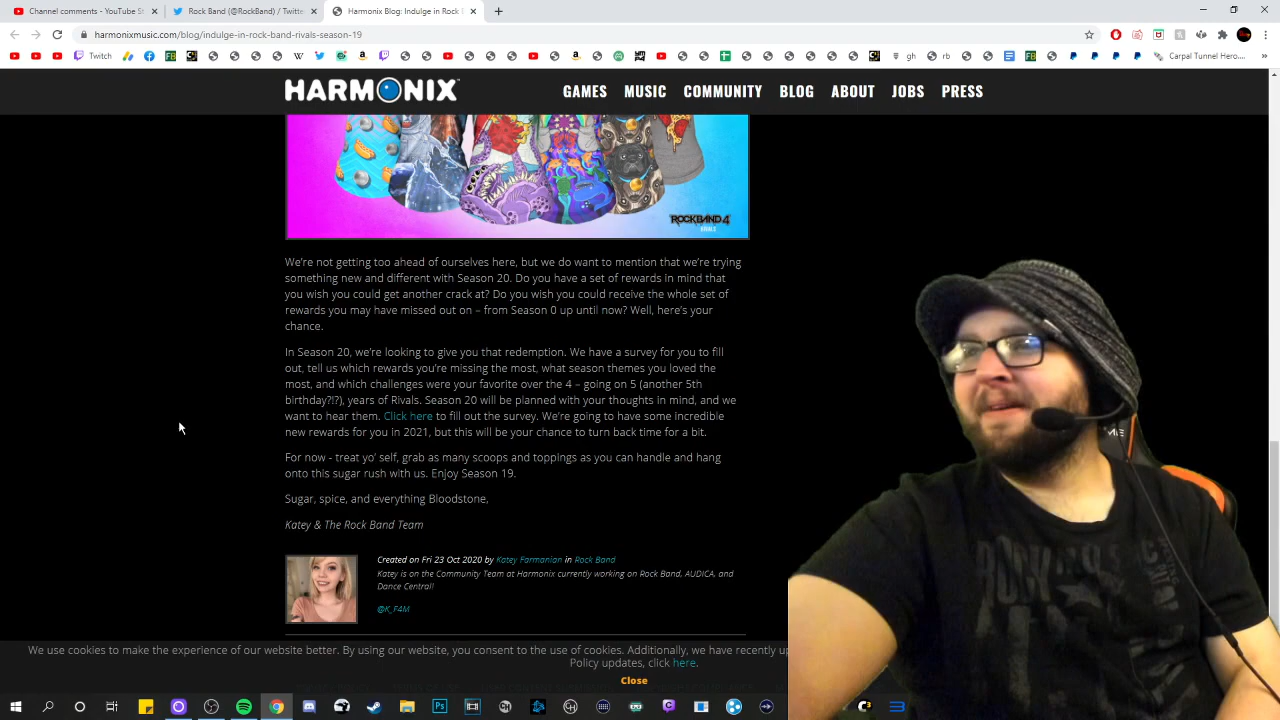 Channel comments - YouTube St
Rock Band (@RockBand) / Twitte
Harmonix Blog: Indulge in Rock B
harmonixmusic.com/blog/indulge-in-rock-band-rivals-season-19
Twitch
gh
rb
Carpal Tunnel Hero...
HARMONIX
GAMES MUSIC COMMUNITY BLOG ABOUT JOBS PRESS
ROCKBAND 4
RIVALS
We're not getting too ahead of ourselves here, but we do want to mention that we're trying
something new and different with Season 20. Do you have a set of rewards in mind that
you wish you could get another crack at? Do you wish you could receive the whole set of
rewards you may have missed out on – from Season 0 up until now? Well, here's your
chance.
In Season 20, we're looking to give you that redemption. We have a survey for you to fill
out, tell us which rewards you're missing the most, what season themes you loved the
most, and which challenges were your favorite over the 4 – going on 5 (another 5th
birthday?!?), years of Rivals. Season 20 will be planned with your thoughts in mind, and we
want to hear them. Click here to fill out the survey. We're going to have some incredible
new rewards for you in 2021, but this will be your chance to turn back time for a bit.
For now - treat yo' self, grab as many scoops and toppings as you can handle and hang
onto this sugar rush with us. Enjoy Season 19.
Sugar, spice, and everything Bloodstone,
Katey & The Rock Band Team
Created on Fri 23 Oct 2020 by Katey Farmanian in Rock Band
Katey is on the Community Team at Harmonix currently working on Rock Band, AUDICA, and
Dance Central!
@K_F4M
We use cookies to make the experience of our website better. By using our website, you consent to the use of cookies. Additionally, we have recently up
Policy updates, click here.
Close